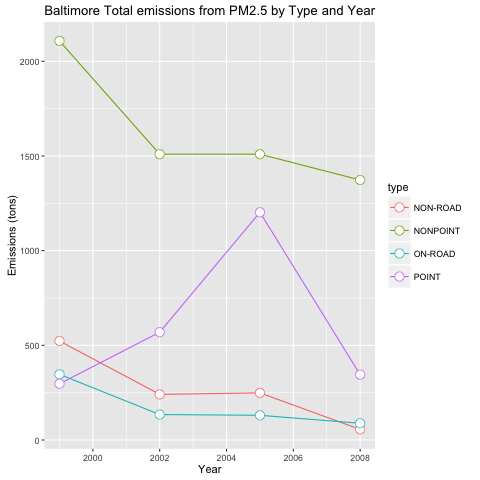 Baltimore Total emissions from PM2.5 by Type and Year
Emissions (tons)
2000
1500
1000
500
0
2000 2002 2004 2006 2008
Year
type
NON-ROAD
NONPOINT
ON-ROAD
POINT